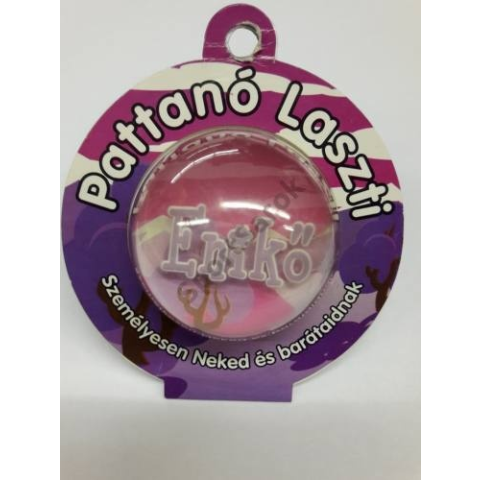 Pattanó Laszti
Enikő
Személyesen Neked és barátaidnak